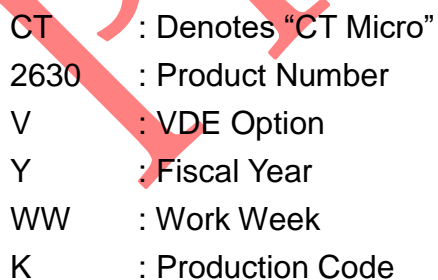 CT : Denotes “CT Micro”
2630 : Product Number
V : VDE Option
Y : Fiscal Year
WW : Work Week
K : Production Code